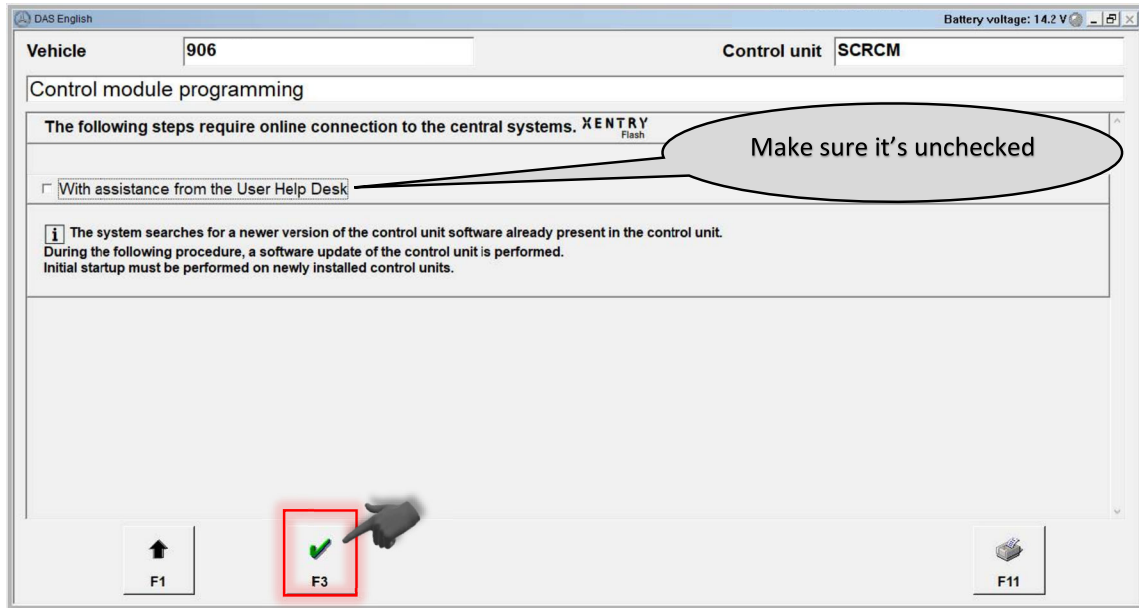 DAS English
Battery voltage: 14.2 V
Vehicle 906 Control unit SCRCM
Control module programming
The following steps require online connection to the central systems. XENTRY Flash
Make sure it’s unchecked
With assistance from the User Help Desk
i The system searches for a newer version of the control unit software already present in the control unit.
During the following procedure, a software update of the control unit is performed.
Initial startup must be performed on newly installed control units.
F1 F3 F11